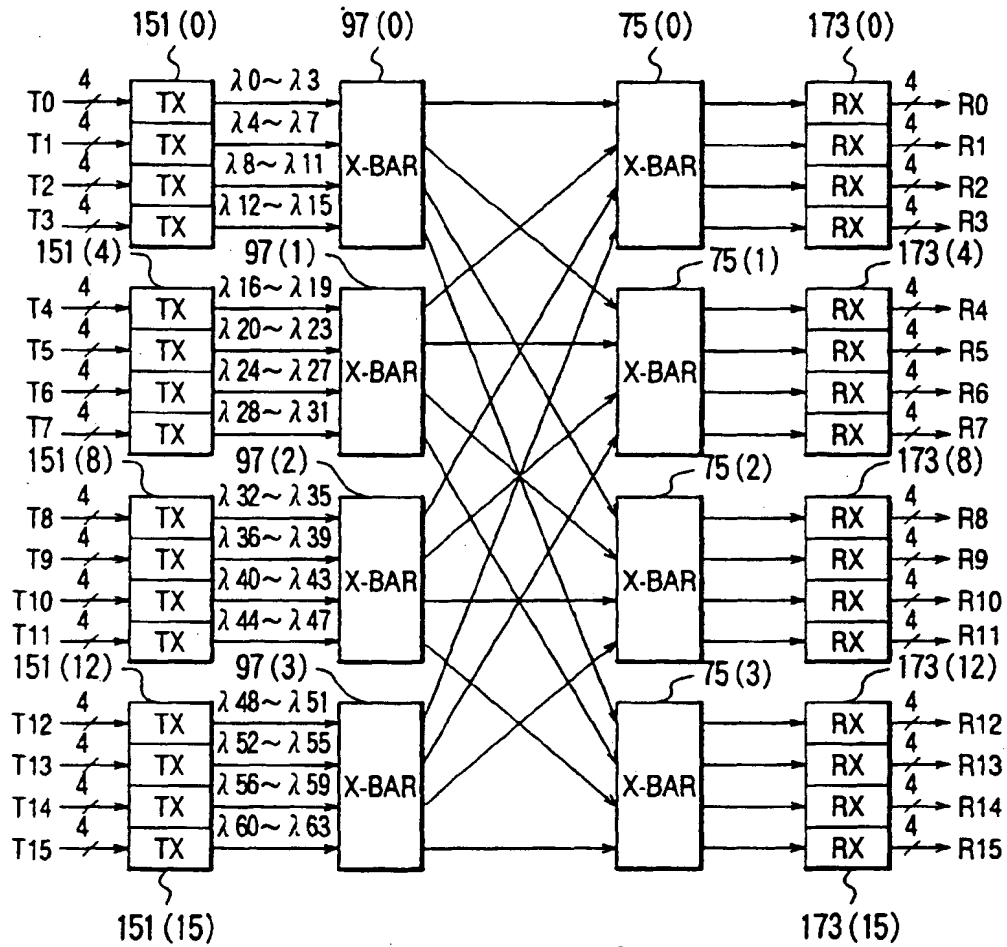 151(0) 97(0) 75(0) 173(0)
T0 4 TX λ0~λ3 RX 4 R0
T1 4 TX λ4~λ7 RX 4 R1
X-BAR X-BAR
T2 4 TX λ8~λ11 RX 4 R2
T3 4 TX λ12~λ15 RX 4 R3
151(4) 97(1) 75(1) 173(4)
T4 4 TX λ16~λ19 RX 4 R4
T5 4 TX λ20~λ23 RX 4 R5
X-BAR X-BAR
T6 4 TX λ24~λ27 RX 4 R6
T7 4 TX λ28~λ31 RX 4 R7
151(8) 97(2) 75(2) 173(8)
T8 4 TX λ32~λ35 RX 4 R8
T9 4 TX λ36~λ39 RX 4 R9
X-BAR X-BAR
T10 4 TX λ40~λ43 RX 4 R10
T11 4 TX λ44~λ47 RX 4 R11
151(12) 97(3) 75(3) 173(12)
T12 4 TX λ48~λ51 RX 4 R12
T13 4 TX λ52~λ55 RX 4 R13
X-BAR X-BAR
T14 4 TX λ56~λ59 RX 4 R14
T15 4 TX λ60~λ63 RX 4 R15
151(15) 173(15)